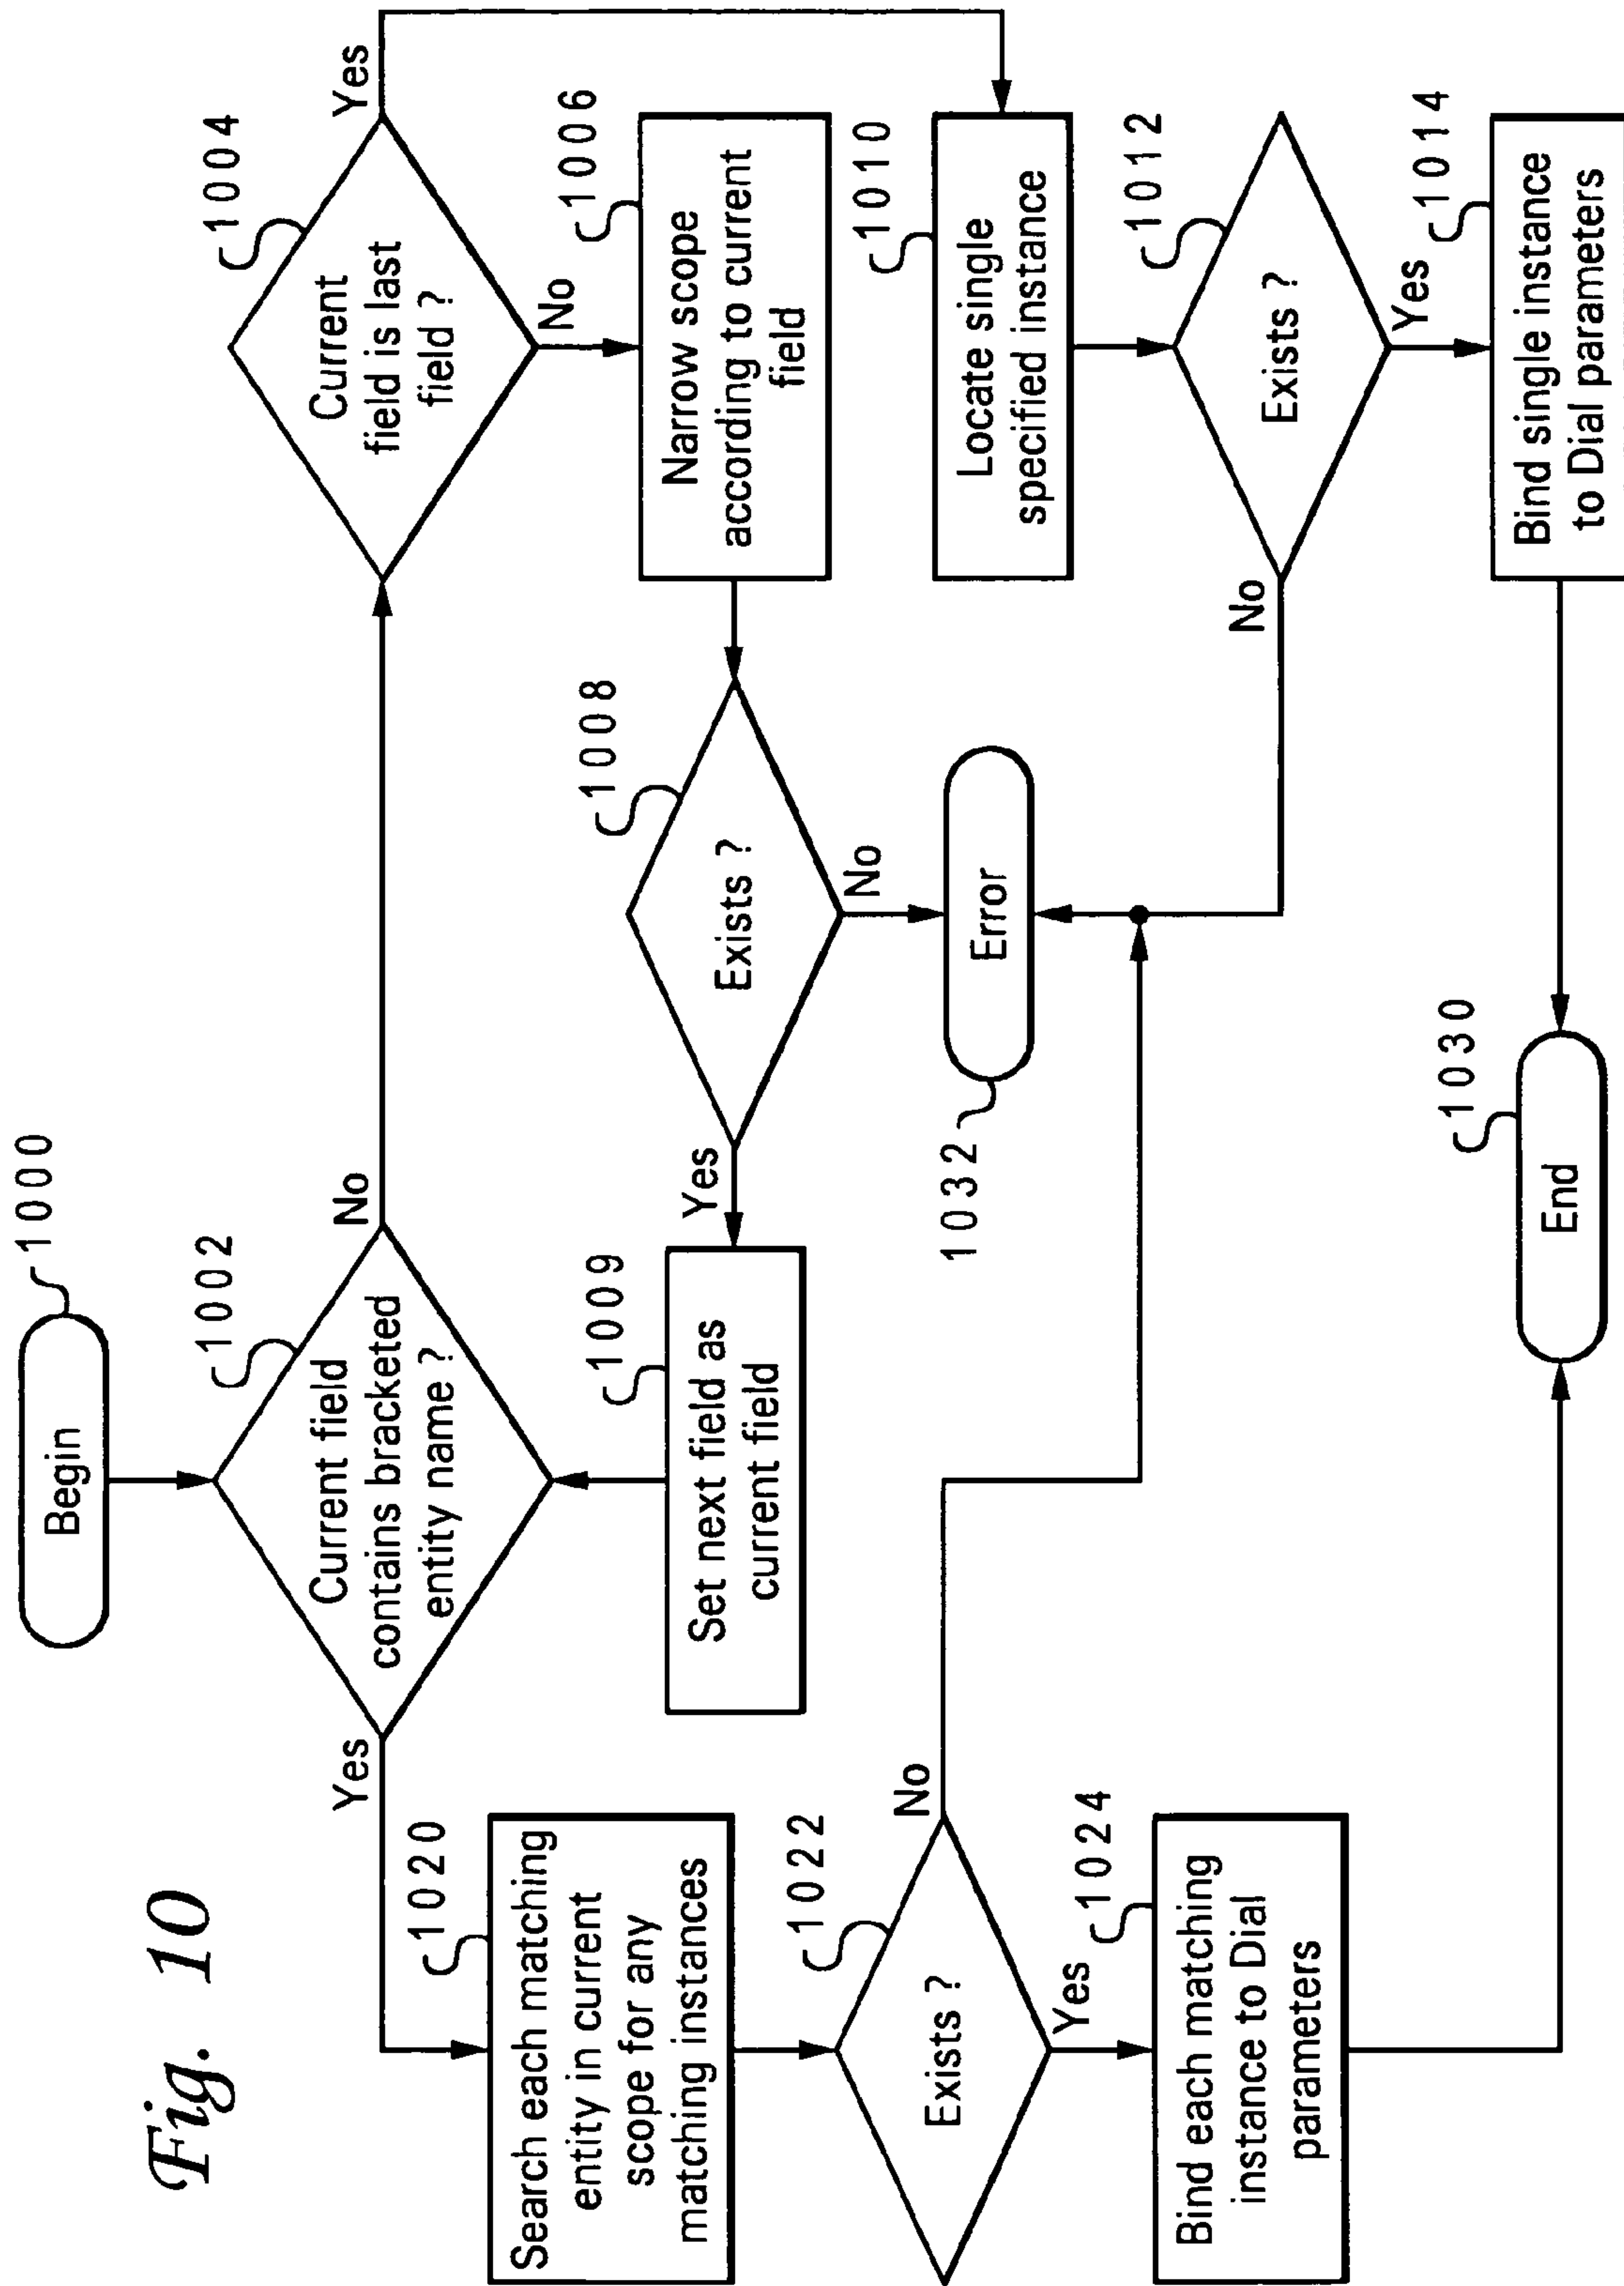 Fig. 10
Begin
1000
Current field
contains bracketed
entity name ?
1002
Yes
No
Current
field is last
field ?
1004
Yes
No
Narrow scope
according to current
field
1006
Exists ?
1008
Yes
No
Set next field as
current field
1009
Locate single
specified instance
1010
Exists ?
1012
No
Yes
Bind single instance
to Dial parameters
1014
Error
1032
Search each matching
entity in current
scope for any
matching instances
1020
Exists ?
1022
No
Yes
Bind each matching
instance to Dial
parameters
1024
End
1030